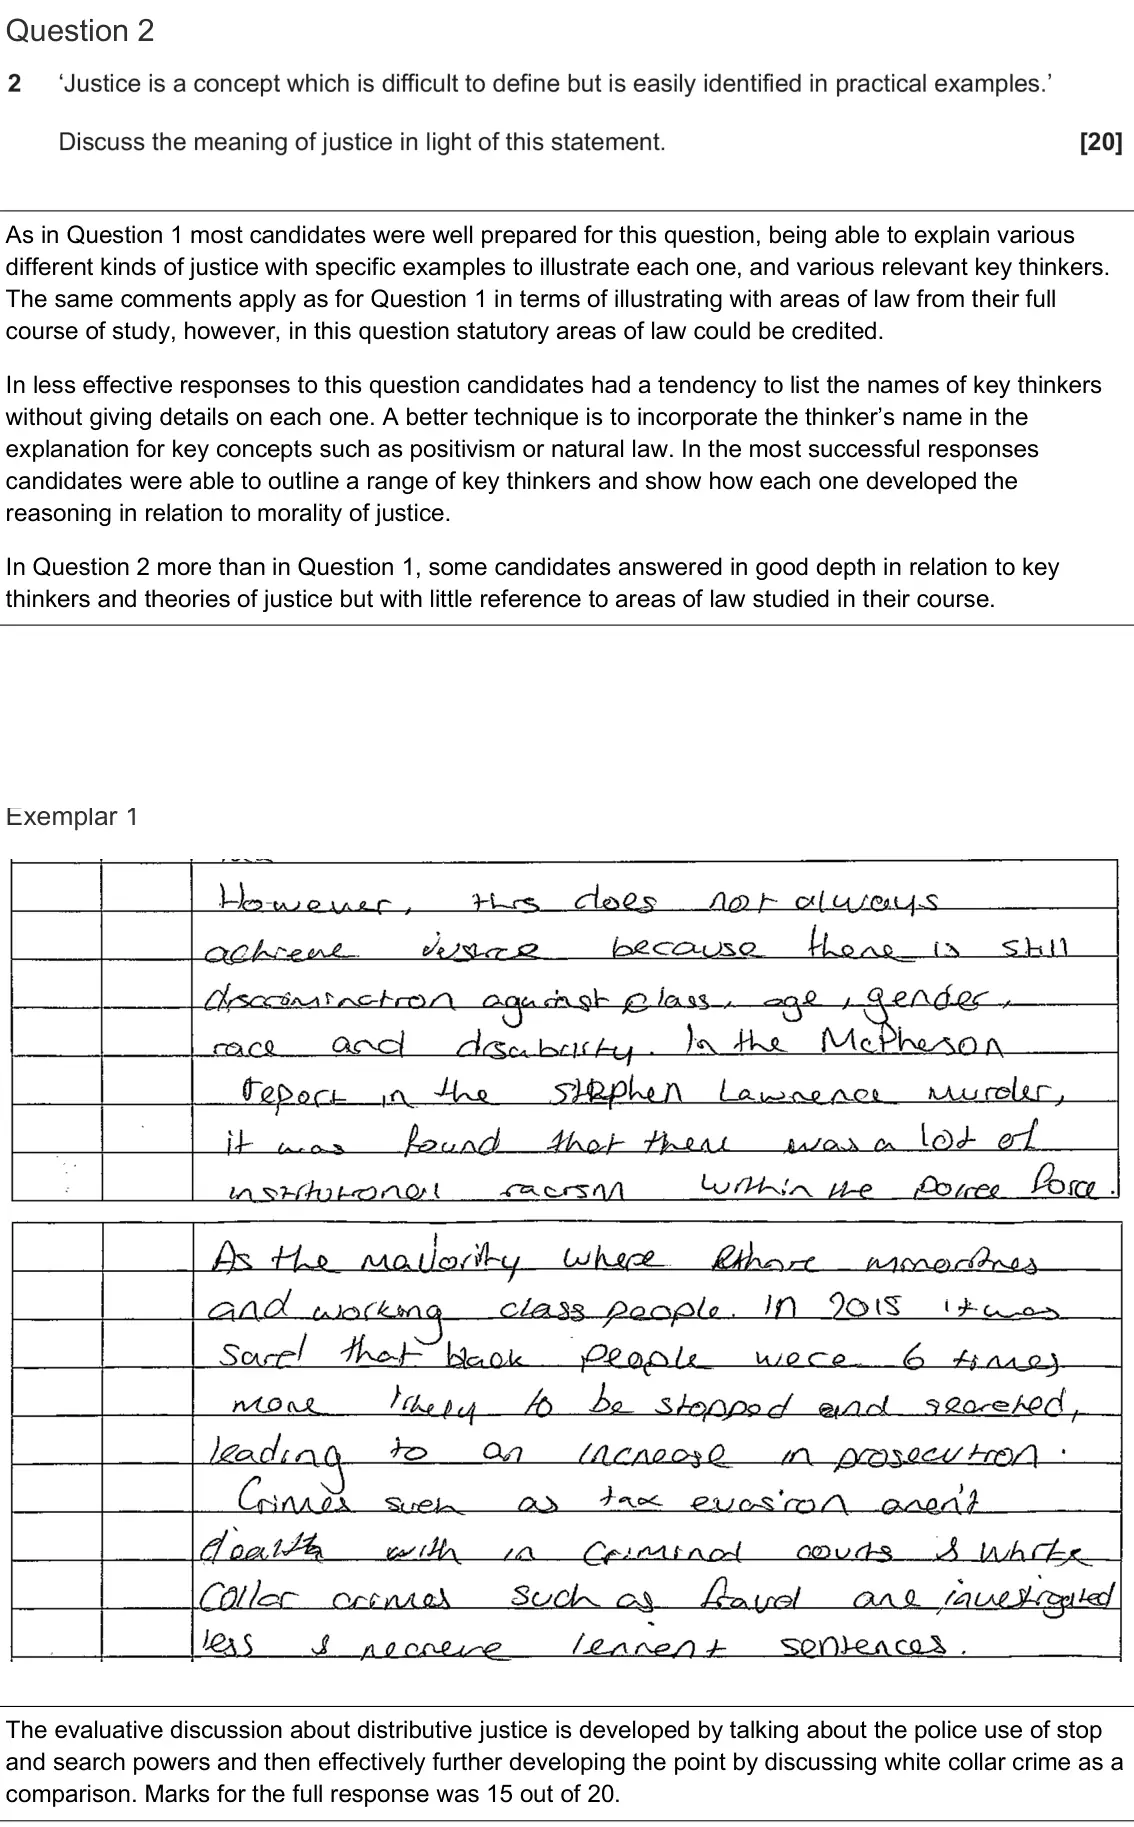 Question 2
2 ‘Justice is a concept which is difficult to define but is easily identified in practical examples.’
Discuss the meaning of justice in light of this statement. [20]
As in Question 1 most candidates were well prepared for this question, being able to explain various
different kinds of justice with specific examples to illustrate each one, and various relevant key thinkers.
The same comments apply as for Question 1 in terms of illustrating with areas of law from their full
course of study, however, in this question statutory areas of law could be credited.
In less effective responses to this question candidates had a tendency to list the names of key thinkers
without giving details on each one. A better technique is to incorporate the thinker’s name in the
explanation for key concepts such as positivism or natural law. In the most successful responses
candidates were able to outline a range of key thinkers and show how each one developed the
reasoning in relation to morality of justice.
In Question 2 more than in Question 1, some candidates answered in good depth in relation to key
thinkers and theories of justice but with little reference to areas of law studied in their course.
Exemplar 1
However, this does not always
achieve justice because there is still
discrimination against class, age, gender,
race and disability. In the McPherson
report in the Stephen Lawrence murder,
it was found that there was a lot of
institutional racism within the police force.
As the majority where ethnic minorities
and working class people. In 2015 it was
said that black people were 6 times
more likely to be stopped and searched,
leading to an increase in prosecution.
Crimes such as tax evasion aren't
dealt with in criminal courts & white
collar crimes such as fraud are investigated
less & recieve lennent sentences.
The evaluative discussion about distributive justice is developed by talking about the police use of stop
and search powers and then effectively further developing the point by discussing white collar crime as a
comparison. Marks for the full response was 15 out of 20.